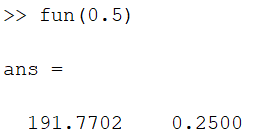 >> fun(0.5)
ans =
191.7702 0.2500